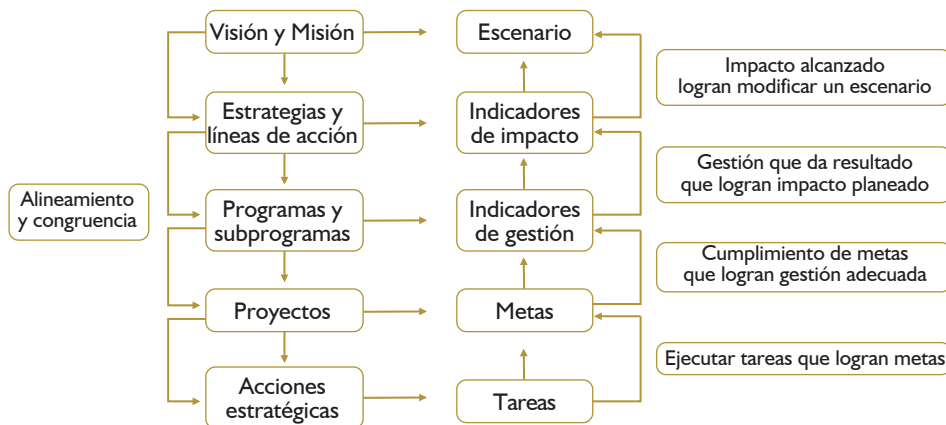 Visión y Misión
Escenario
Impacto alcanzado
logran modificar un escenario
Estrategias y
líneas de acción
Indicadores
de impacto
Gestión que da resultado
que logran impacto planeado
Alineamiento
y congruencia
Programas y
subprogramas
Indicadores
de gestión
Cumplimiento de metas
que logran gestión adecuada
Proyectos
Metas
Ejecutar tareas que logran metas
Acciones
estratégicas
Tareas